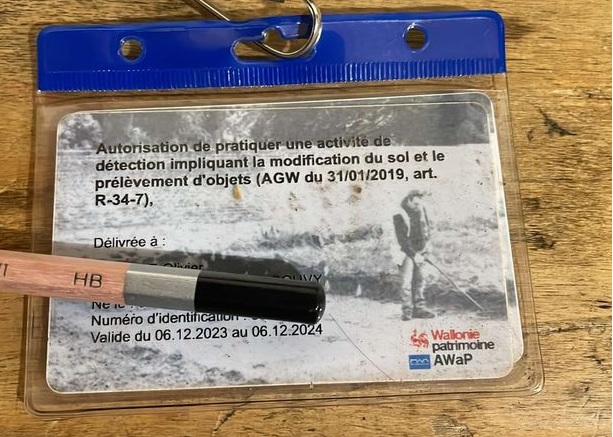 Autorisation de pratiquer une activité de
détection impliquant la modification du sol et le
prélèvement d'objets (AGW du 31/01/2019, art.
R-34-7),
Délivrée à :
Olivier
HB
Numéro d'identification :
Valide du 06.12.2023 au 06.12.2024
Wallonie
patrimoine
AWaP